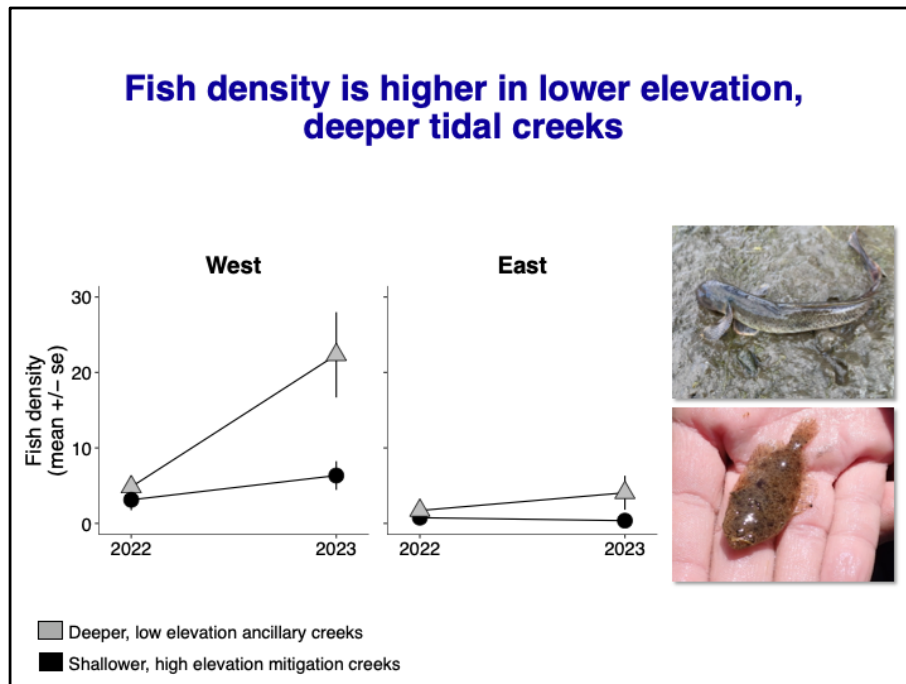 Fish density is higher in lower elevation,
deeper tidal creeks
West
East
Fish density
(mean +/− se)
30
20
10
0
2022
2023
2022
2023
Deeper, low elevation ancillary creeks
Shallower, high elevation mitigation creeks